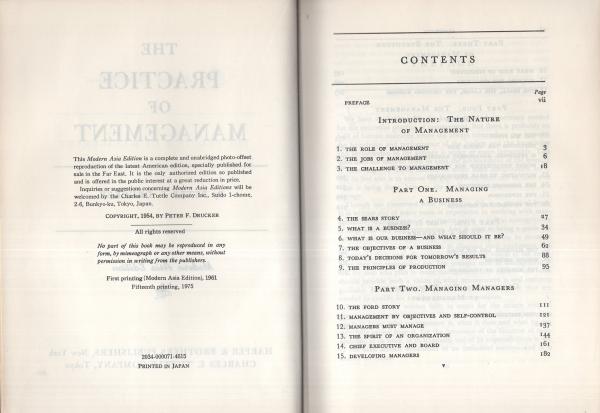 This Modern Asia Edition is a complete and unabridged photo-offset
reproduction of the latest American edition, specially published for
sale in the Far East. It is the only authorized edition so published
and is offered in the public interest at a great reduction in price.
Inquiries or suggestions concerning Modern Asia Editions will be
welcomed by the Charles E. Tuttle Company Inc., Suido 1-chome,
2-6, Bunkyo-ku, Tokyo, Japan.
Copyright, 1954, by Peter F. Drucker
All rights reserved
No part of this book may be reproduced in any
form, by mimeograph or any other means, without
permission in writing from the publishers.
First printing (Modern Asia Edition), 1961
Fifteenth printing, 1975
2034-000071-4615
Printed in Japan
CONTENTS
Page
PREFACE vii
Introduction: The Nature
of Management
1. THE ROLE OF MANAGEMENT 3
2. THE JOBS OF MANAGEMENT 6
3. THE CHALLENGE TO MANAGEMENT 18
Part One. Managing
a Business
4. THE SEARS STORY 27
5. WHAT IS A BUSINESS? 34
6. WHAT IS OUR BUSINESS—AND WHAT SHOULD IT BE? 49
7. THE OBJECTIVES OF A BUSINESS 62
8. TODAY'S DECISIONS FOR TOMORROW'S RESULTS 88
9. THE PRINCIPLES OF PRODUCTION 95
Part Two. Managing Managers
10. THE FORD STORY 111
11. MANAGEMENT BY OBJECTIVES AND SELF-CONTROL 121
12. MANAGERS MUST MANAGE 137
13. THE SPIRIT OF AN ORGANIZATION 144
14. CHIEF EXECUTIVE AND BOARD 161
15. DEVELOPING MANAGERS 182
v